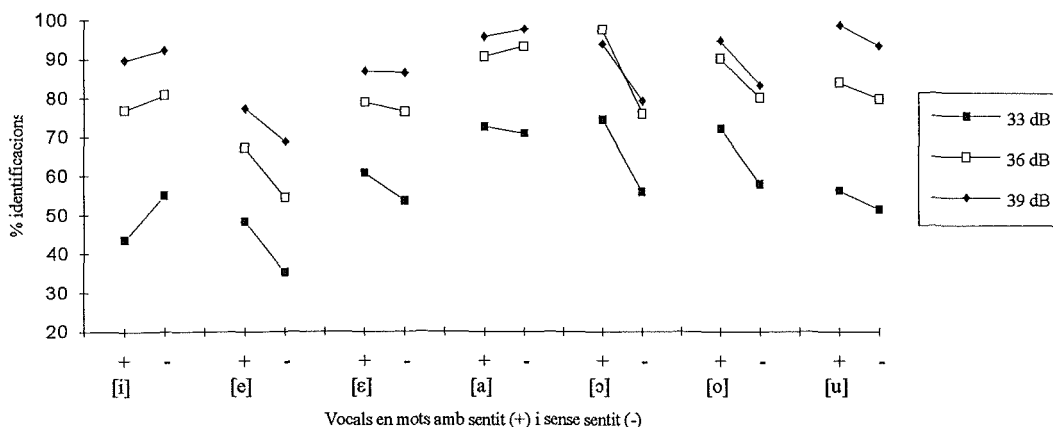 100
90
80
70
60
50
40
30
20
% identificacions
33 dB
36 dB
39 dB
+ - + - + - + - + - + - + -
[i] [e] [ɛ] [a] [ɔ] [o] [u]
Vocals en mots amb sentit (+) i sense sentit (-)